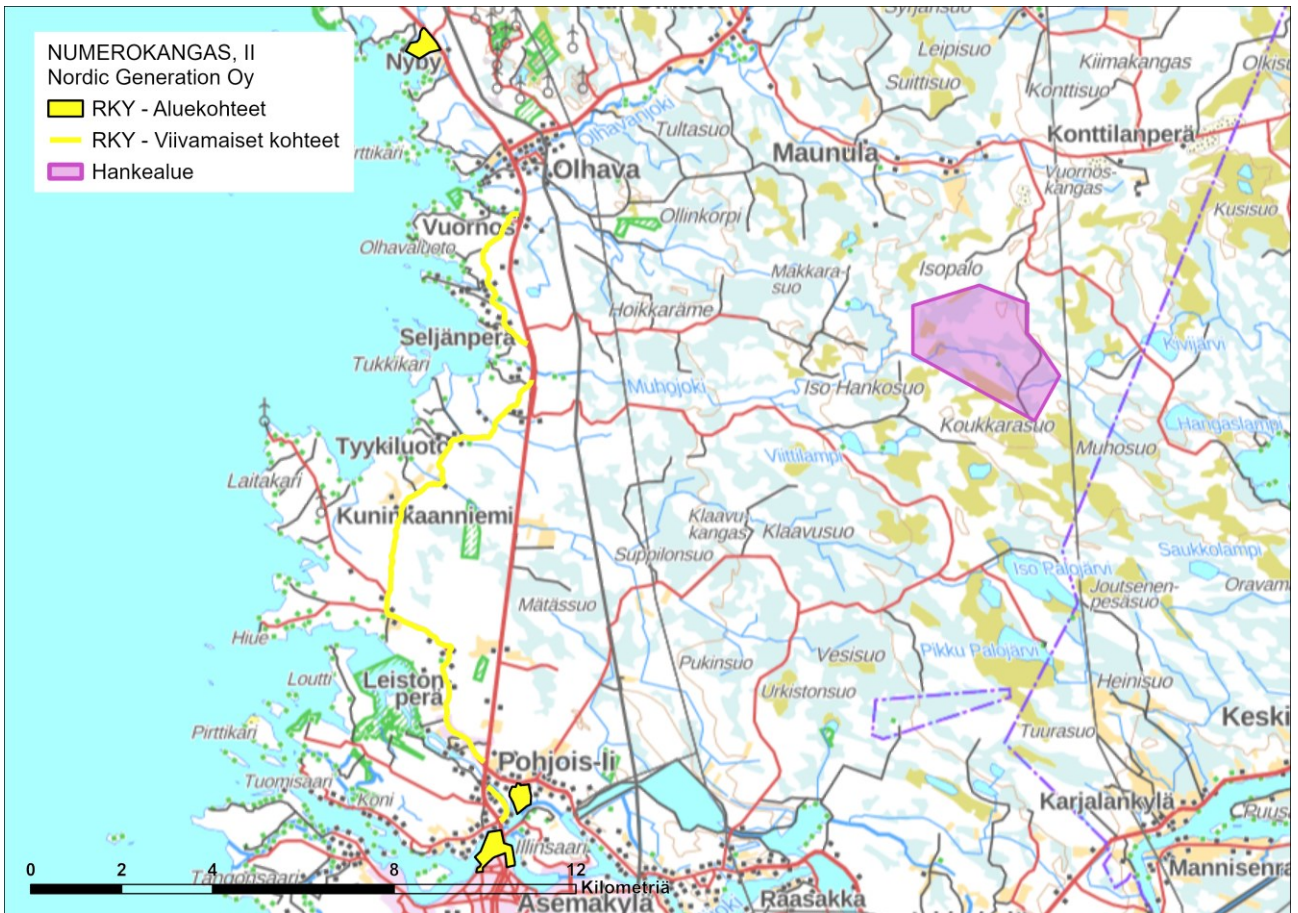 NUMEROKANGAS, II
Nordic Generation Oy
RKY - Aluekohteet
RKY - Viivamaiset kohteet
Hankealue
Nyby
Syrjänsuo
Leipisuo
Suittisuo
Kiimakangas
Konttisuo
Konttilanperä
Olhavanjoki
Tultasuo
Maunula
Vuornos-
kangas
Olhava
Ollinkorpi
Kusisuo
Vuornos
Olhavaluoto
Makkara-
suo
Isopalo
Hoikkaräme
Seljänperä
Kivijärvi
Tukkikari
Muhojoki
Iso Hankosuo
Koukkarasuo
Hangaslampi
Tyykiluoto
Viittilampi
Muhosuo
Laitakari
Kuninkaanniemi
Klaavu-
kangas
Klaavusuo
Suppilonsuo
Saukkolampi
Iso Palojärvi
Joutsenen-
pesäsuo
Mätässuo
Hiue
Pukinsuo
Vesisuo
Pikku Palojärvi
Loutti
Leiston
perä
Urkistonsuo
Heinisuo
Pirttikari
Tuurasuo
Keski
Pohjois-Ii
Tuomisaari
Koni
Karjalankylä
Illinsaari
Mannisenra
0 2 4 8 12
Kilometriä
Tangonsaari
Asemakylä
Raasakka